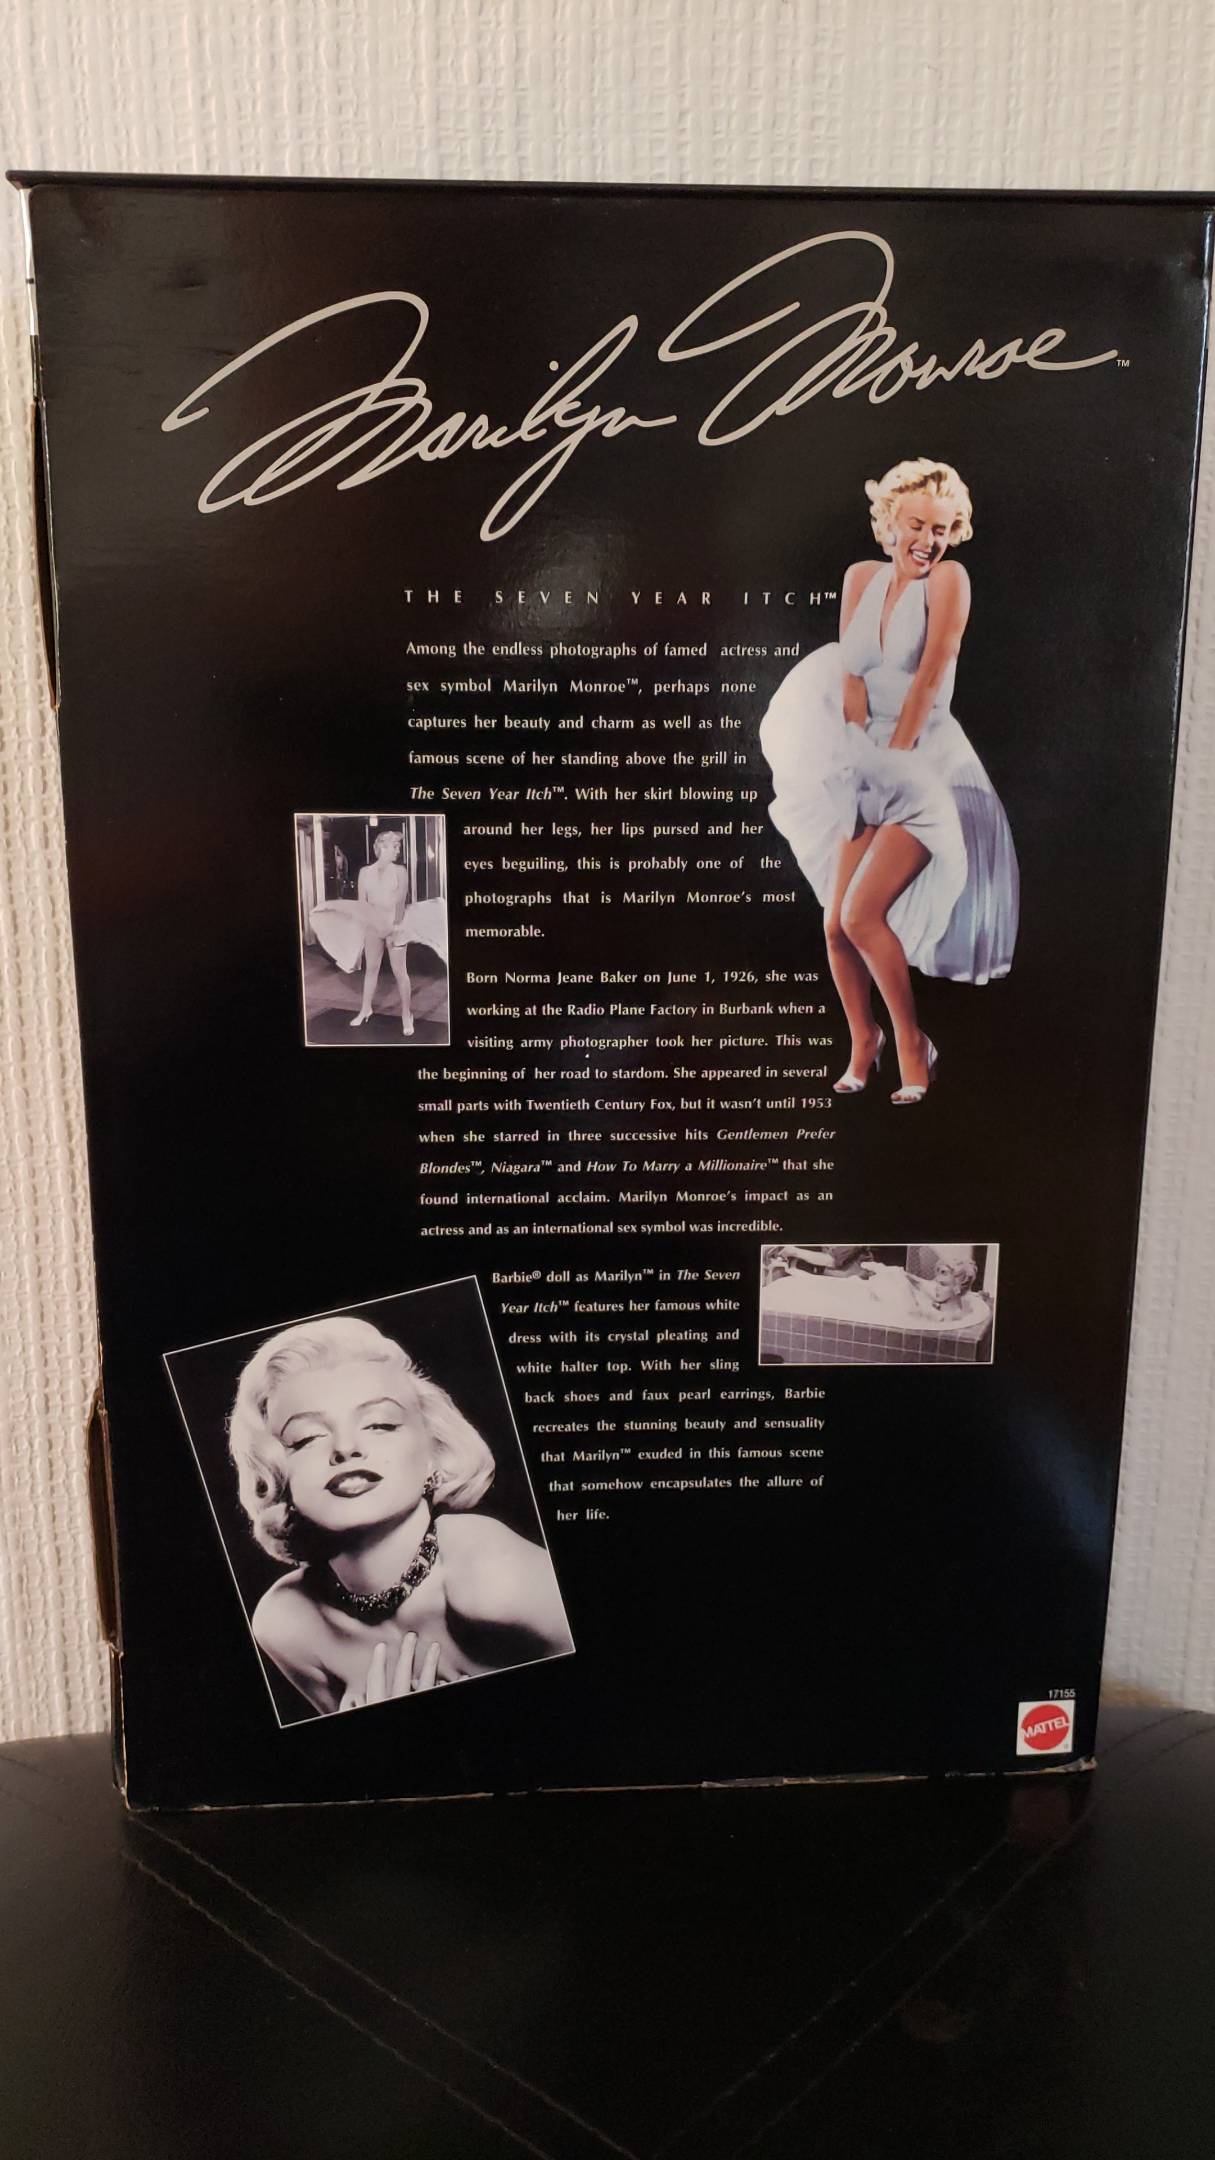 Marilyn Monroe™
THE SEVEN YEAR ITCH™
Among the endless photographs of famed actress and
sex symbol Marilyn Monroe™, perhaps none
captures her beauty and charm as well as the
famous scene of her standing above the grill in
The Seven Year Itch™. With her skirt blowing up
around her legs, her lips pursed and her
eyes beguiling, this is probably one of the
photographs that is Marilyn Monroe's most
memorable.
Born Norma Jeane Baker on June 1, 1926, she was
working at the Radio Plane Factory in Burbank when a
visiting army photographer took her picture. This was
the beginning of her road to stardom. She appeared in several
small parts with Twentieth Century Fox, but it wasn't until 1953
when she starred in three successive hits Gentlemen Prefer
Blondes™, Niagara™ and How To Marry a Millionaire™ that she
found international acclaim. Marilyn Monroe's impact as an
actress and as an international sex symbol was incredible.
Barbie® doll as Marilyn™ in The Seven
Year Itch™ features her famous white
dress with its crystal pleating and
white halter top. With her sling
back shoes and faux pearl earrings, Barbie
recreates the stunning beauty and sensuality
that Marilyn™ exuded in this famous scene
that somehow encapsulates the allure of
her life.
17155
MATTEL
®